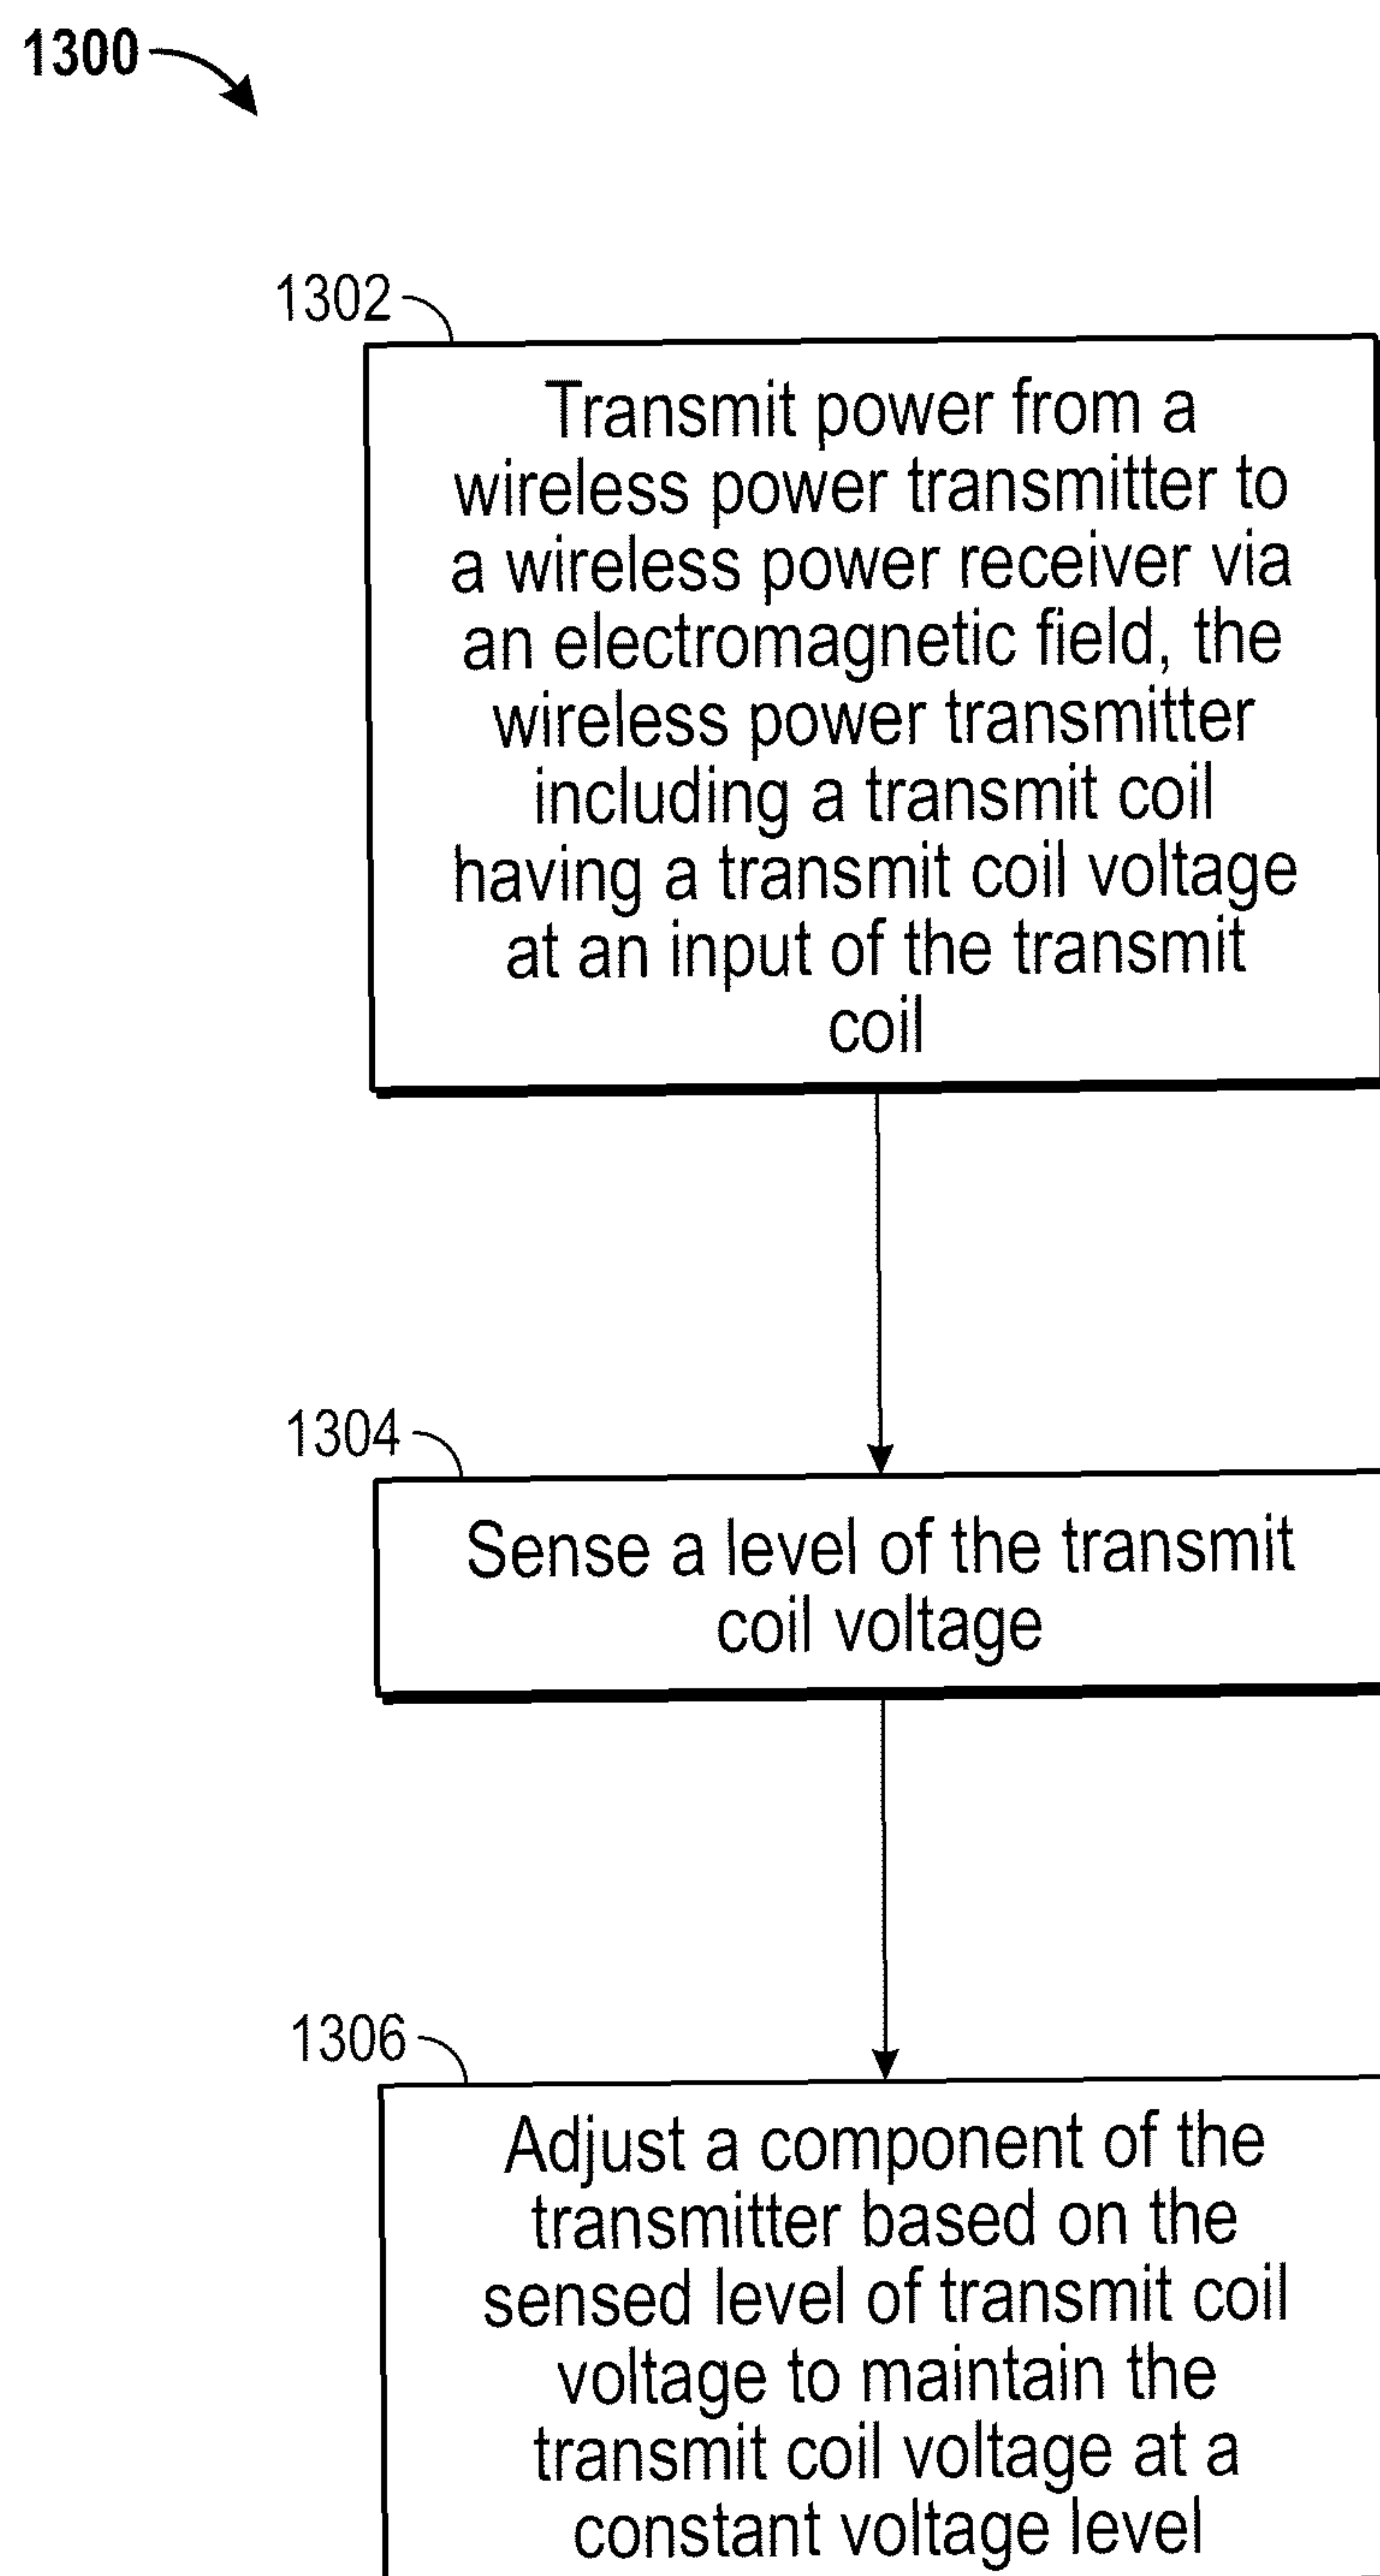 1300
1302
Transmit power from a
wireless power transmitter to
a wireless power receiver via
an electromagnetic field, the
wireless power transmitter
including a transmit coil
having a transmit coil voltage
at an input of the transmit
coil
1304
Sense a level of the transmit
coil voltage
1306
Adjust a component of the
transmitter based on the
sensed level of transmit coil
voltage to maintain the
transmit coil voltage at a
constant voltage level